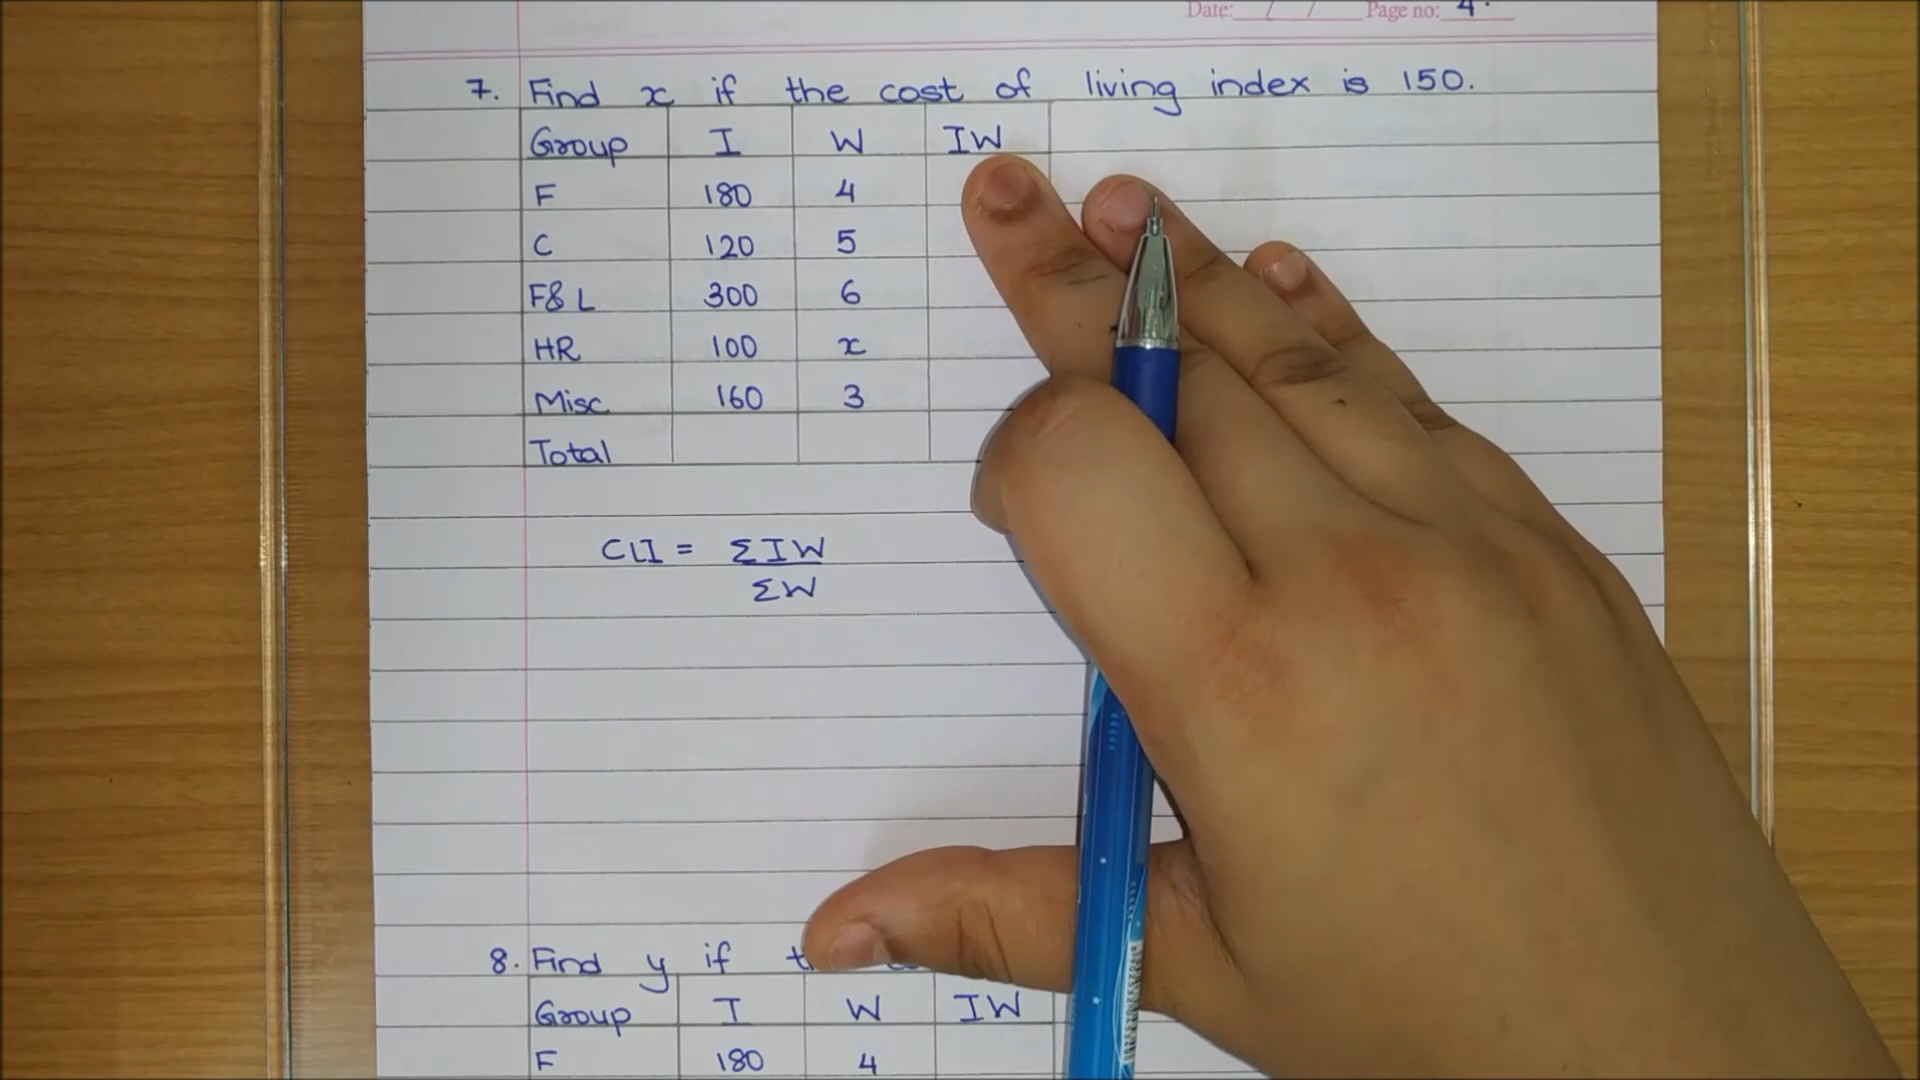 Date: / / Page no: 4.
7. Find x if the cost of living index is 150.
Group I W IW
F 180 4
C 120 5
F&L 300 6
HR 100 x
Misc 160 3
Total
CLI = ΣIW
ΣW
8. Find y if
Group I W IW
F 180 4